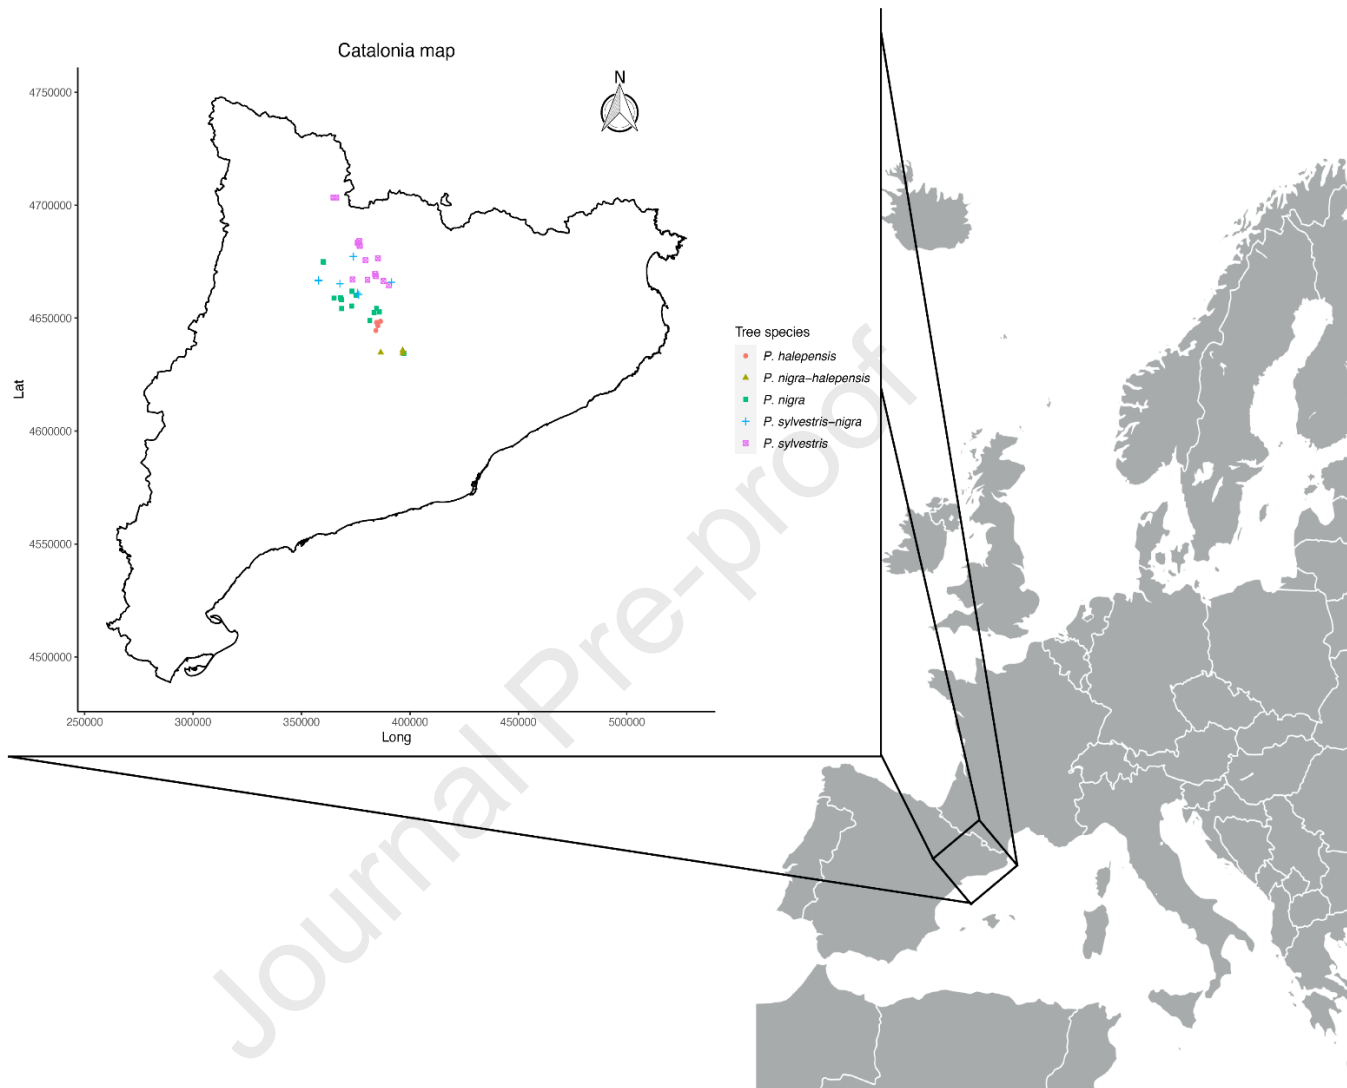 Catalonia map
N
4750000
4700000
4650000
4600000
4550000
4500000
Lat
250000
300000
350000
400000
450000
500000
Long
Tree species
P. halepensis
P. nigra-halepensis
P. nigra
P. sylvestris-nigra
P. sylvestris
Journal Pre-proof